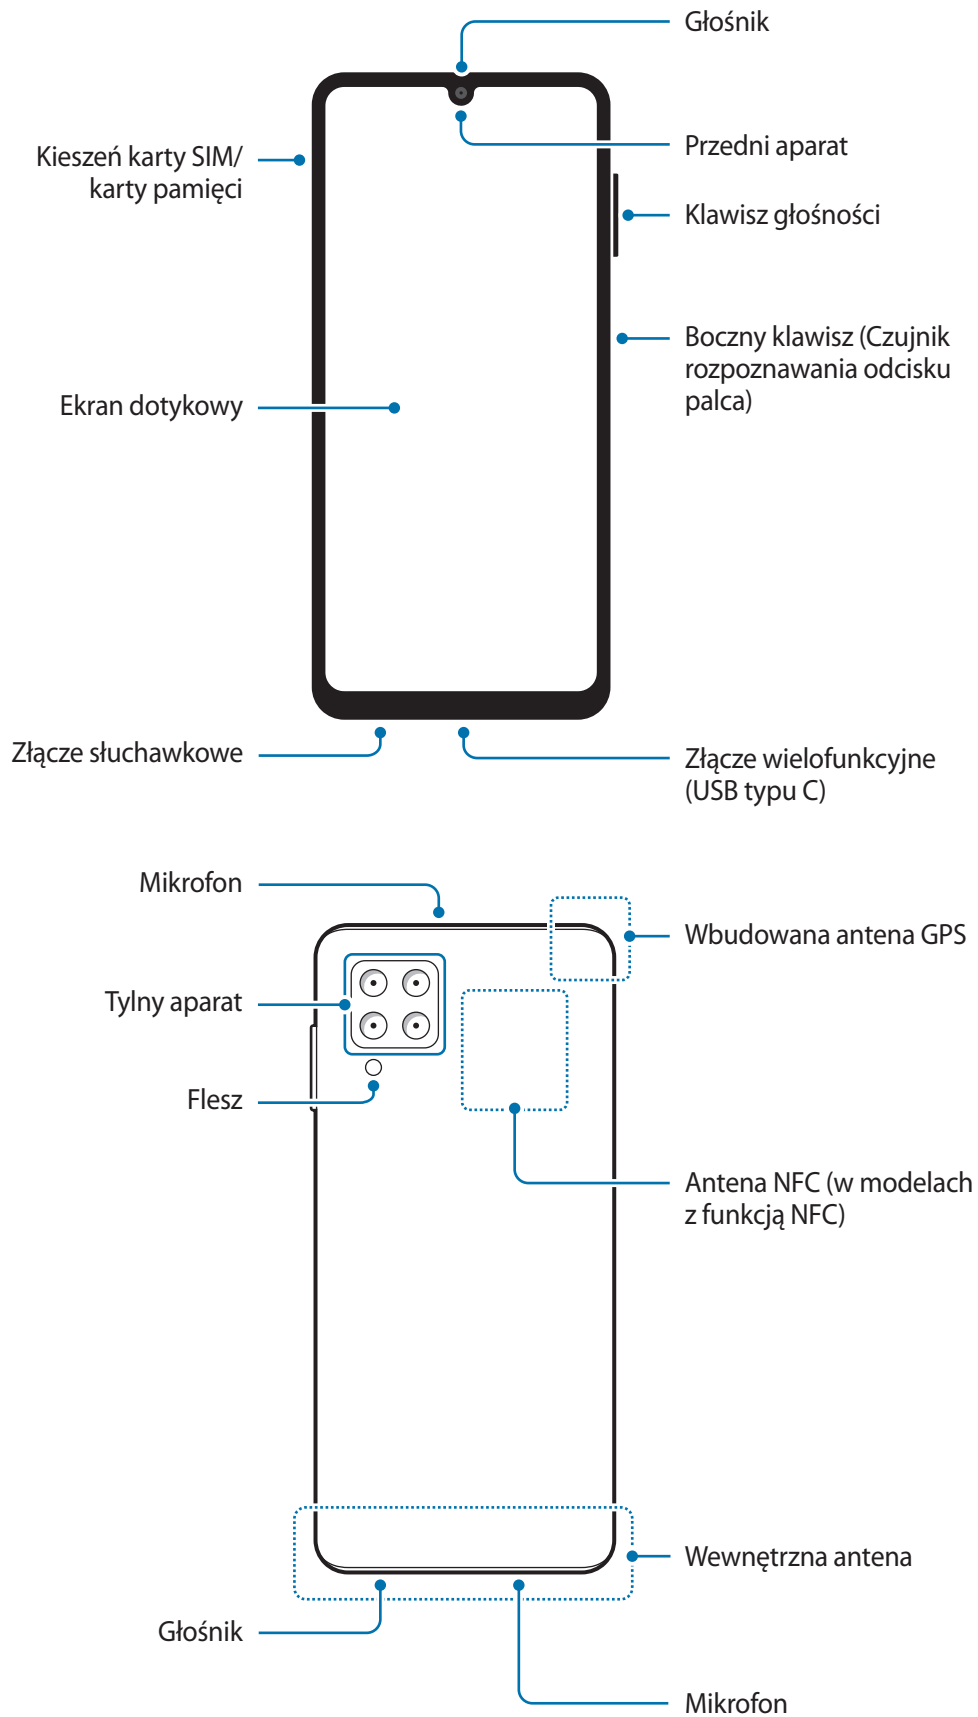 Głośnik
Przedni aparat
Kieszeń karty SIM/
karty pamięci
Klawisz głośności
Boczny klawisz (Czujnik
rozpoznawania odcisku
palca)
Ekran dotykowy
Złącze słuchawkowe
Złącze wielofunkcyjne
(USB typu C)
Mikrofon
Wbudowana antena GPS
Tylny aparat
Flesz
Antena NFC (w modelach
z funkcją NFC)
Wewnętrzna antena
Głośnik
Mikrofon